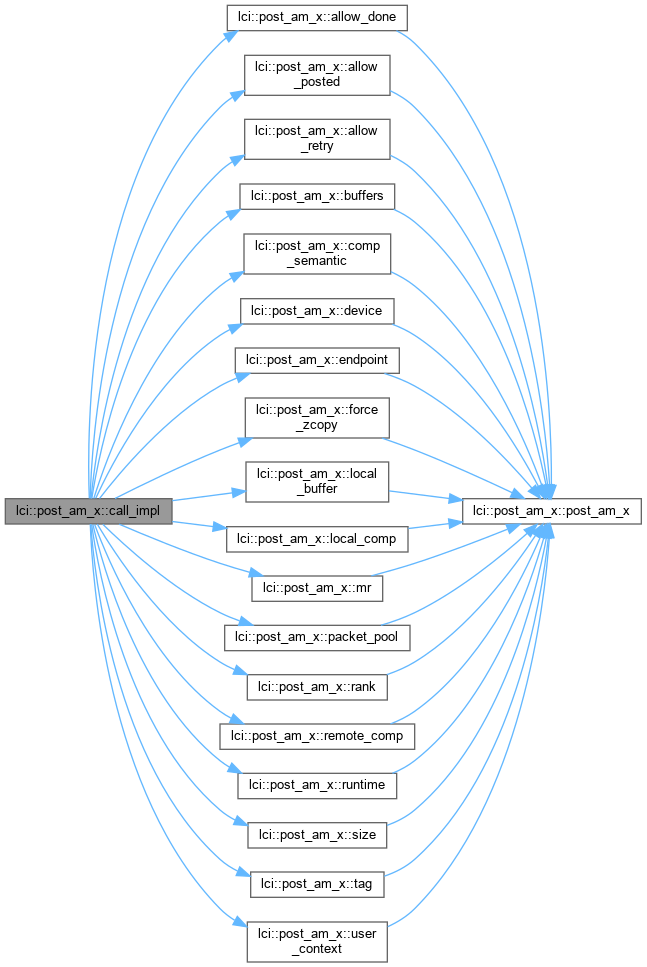 lci::post_am_x::allow_done
lci::post_am_x::allow
_posted
lci::post_am_x::allow
_retry
lci::post_am_x::buffers
lci::post_am_x::comp
_semantic
lci::post_am_x::device
lci::post_am_x::endpoint
lci::post_am_x::force
_zcopy
lci::post_am_x::local
_buffer
lci::post_am_x::call_impl
lci::post_am_x::post_am_x
lci::post_am_x::local_comp
lci::post_am_x::mr
lci::post_am_x::packet_pool
lci::post_am_x::rank
lci::post_am_x::remote_comp
lci::post_am_x::runtime
lci::post_am_x::size
lci::post_am_x::tag
lci::post_am_x::user
_context